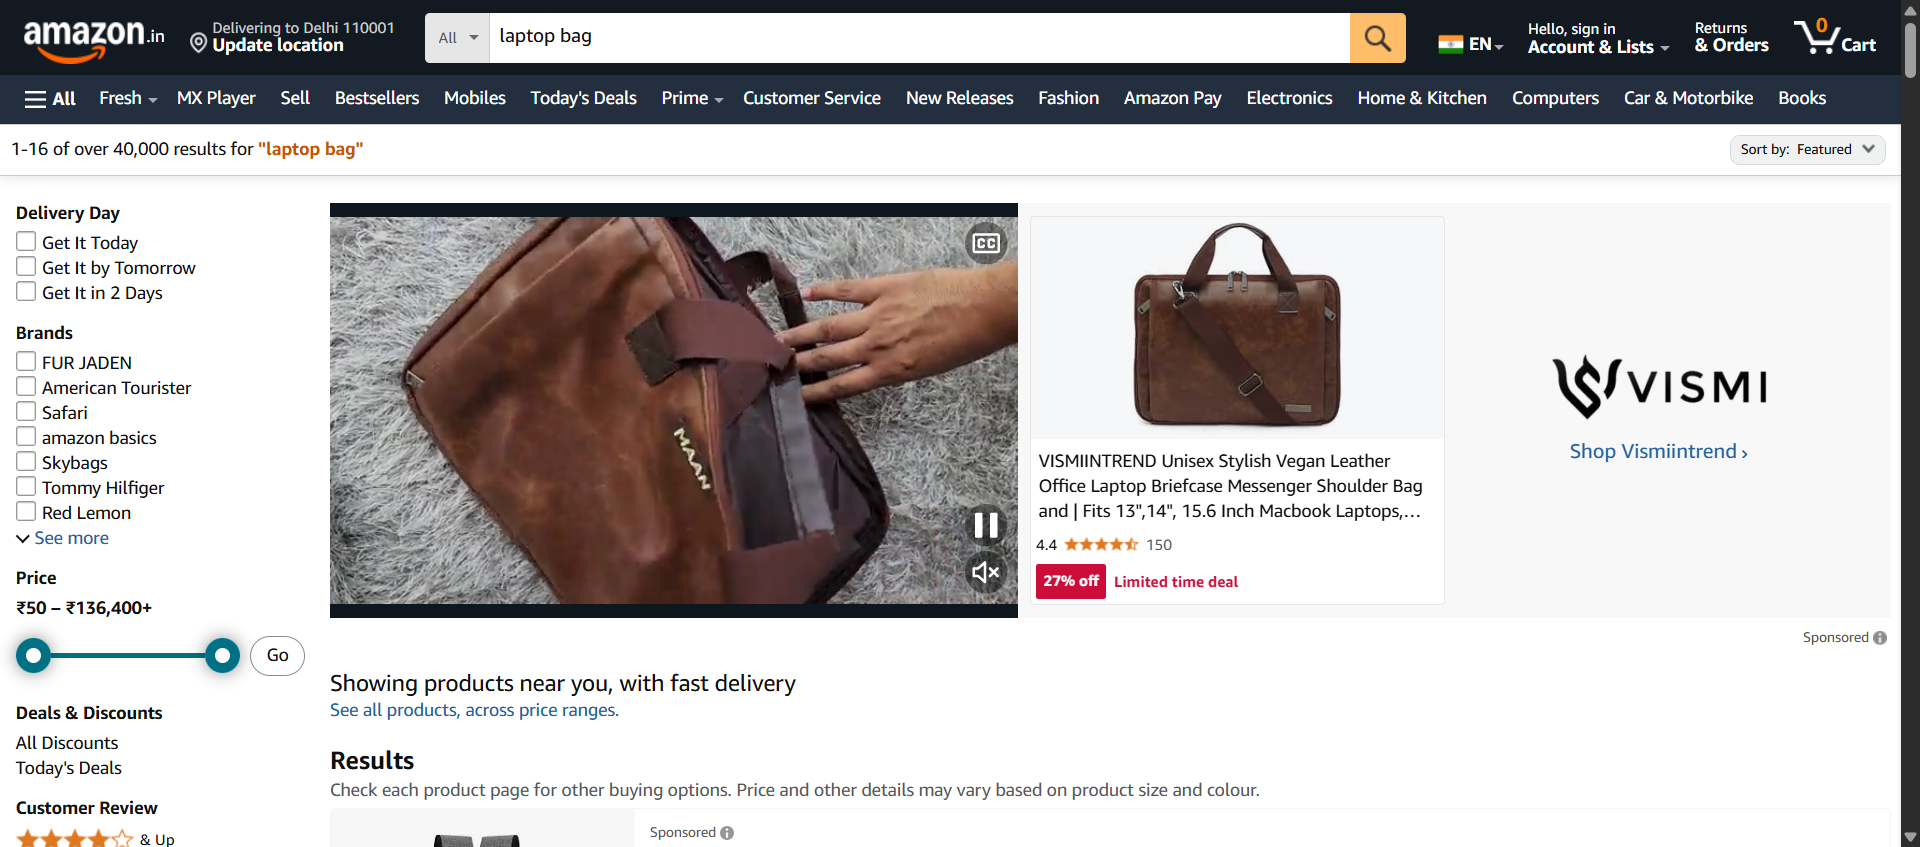 amazon.in
Delivering to Delhi 110001
Update location
All
laptop bag
EN
Hello, sign in
Account & Lists
Returns
& Orders
0
Cart
All
Fresh
MX Player
Sell
Bestsellers
Mobiles
Today's Deals
Prime
Customer Service
New Releases
Fashion
Amazon Pay
Electronics
Home & Kitchen
Computers
Car & Motorbike
Books
1-16 of over 40,000 results for "laptop bag"
Sort by: Featured
Delivery Day
Get It Today
Get It by Tomorrow
Get It in 2 Days
Brands
FUR JADEN
American Tourister
Safari
amazon basics
Skybags
Tommy Hilfiger
Red Lemon
See more
Price
₹50 – ₹136,400+
Go
Deals & Discounts
All Discounts
Today's Deals
Customer Review
& Up
CC
MAAN
VISMIINTREND Unisex Stylish Vegan Leather
Office Laptop Briefcase Messenger Shoulder Bag
and | Fits 13",14", 15.6 Inch Macbook Laptops,…
4.4
150
27% off
Limited time deal
VISMI
Shop Vismiintrend ›
Sponsored
Showing products near you, with fast delivery
See all products, across price ranges.
Results
Check each product page for other buying options. Price and other details may vary based on product size and colour.
Sponsored